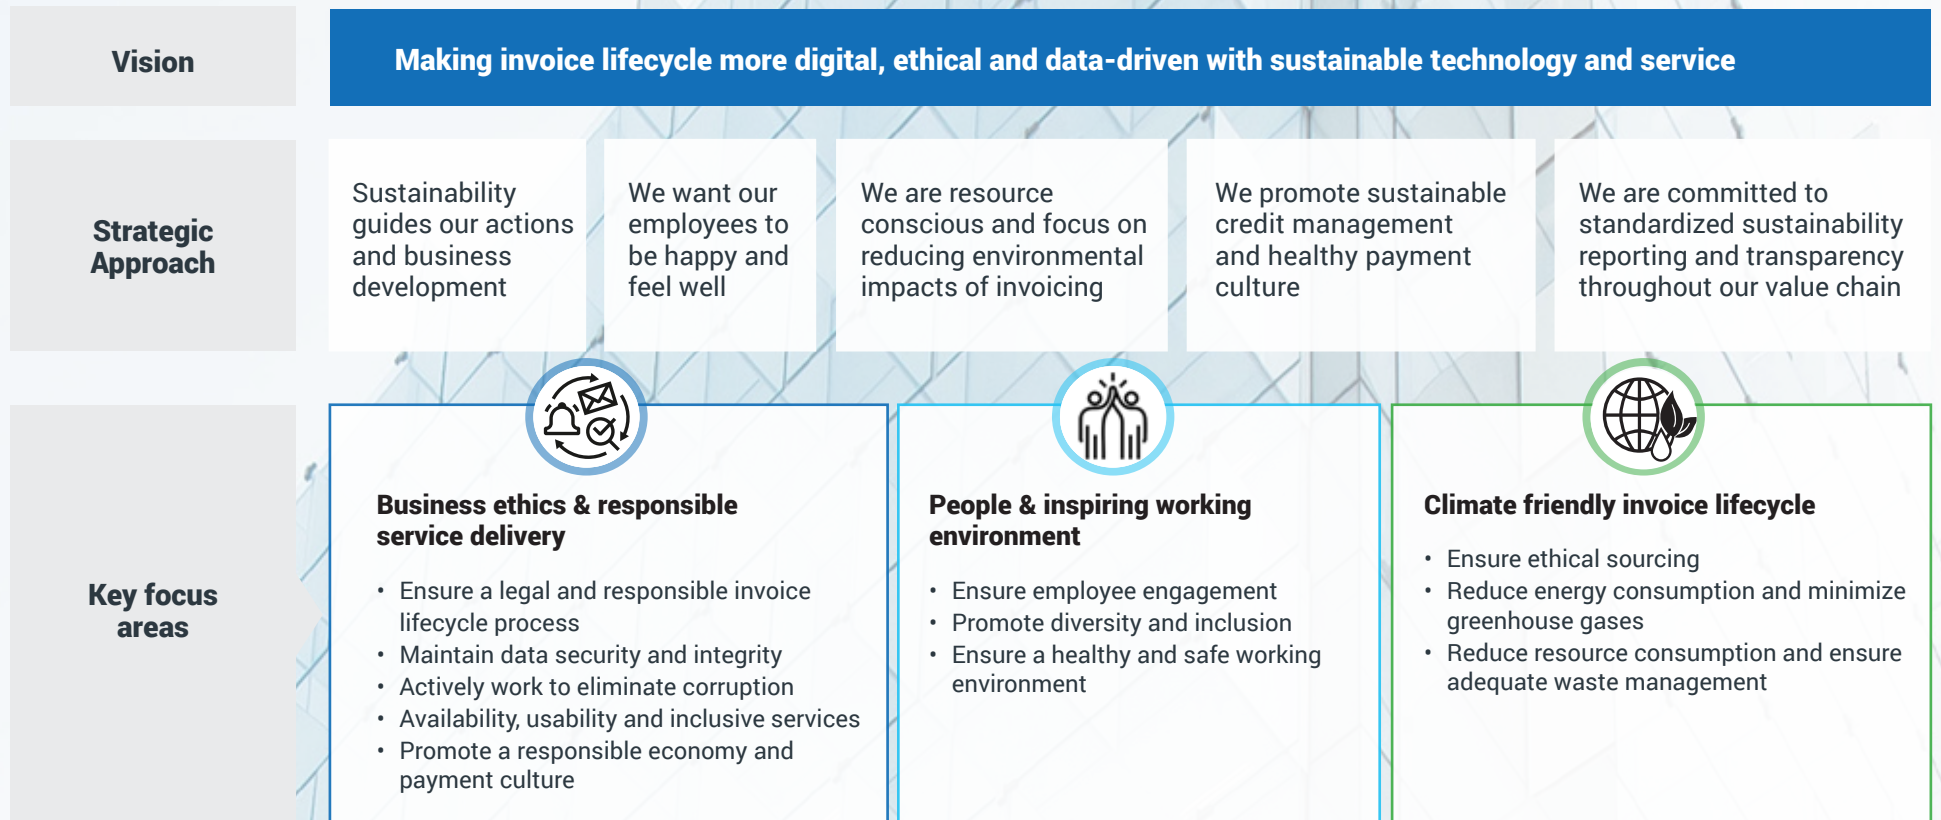 Vision
Making invoice lifecycle more digital, ethical and data-driven with sustainable technology and service
Strategic
Approach
Sustainability
guides our actions
and business
development
We want our
employees to
be happy and
feel well
We are resource
conscious and focus on
reducing environmental
impacts of invoicing
We promote sustainable
credit management
and healthy payment
culture
We are committed to
standardized sustainability
reporting and transparency
throughout our value chain
Key focus
areas
Business ethics & responsible
service delivery
• Ensure a legal and responsible invoice
lifecycle process
• Maintain data security and integrity
• Actively work to eliminate corruption
• Availability, usability and inclusive services
• Promote a responsible economy and
payment culture
People & inspiring working
environment
• Ensure employee engagement
• Promote diversity and inclusion
• Ensure a healthy and safe working
environment
Climate friendly invoice lifecycle
• Ensure ethical sourcing
• Reduce energy consumption and minimize
greenhouse gases
• Reduce resource consumption and ensure
adequate waste management